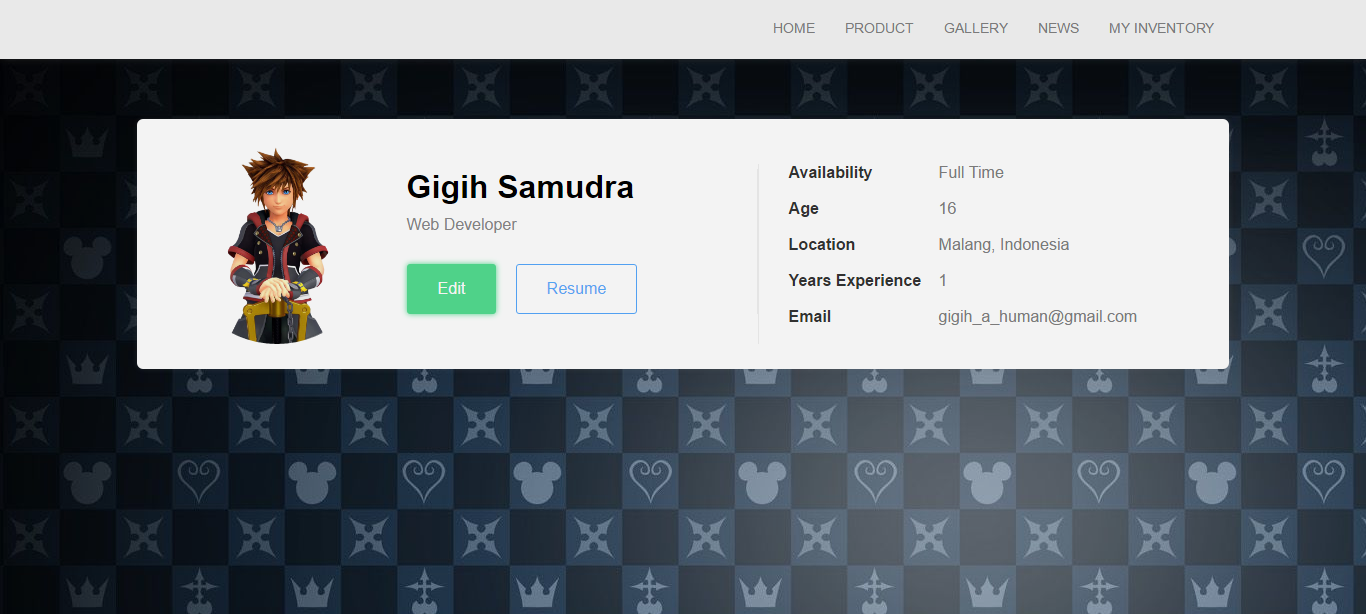 HOME PRODUCT GALLERY NEWS MY INVENTORY
Gigih Samudra
Web Developer
Edit Resume
Availability Full Time
Age 16
Location Malang, Indonesia
Years Experience 1
Email gigih_a_human@gmail.com